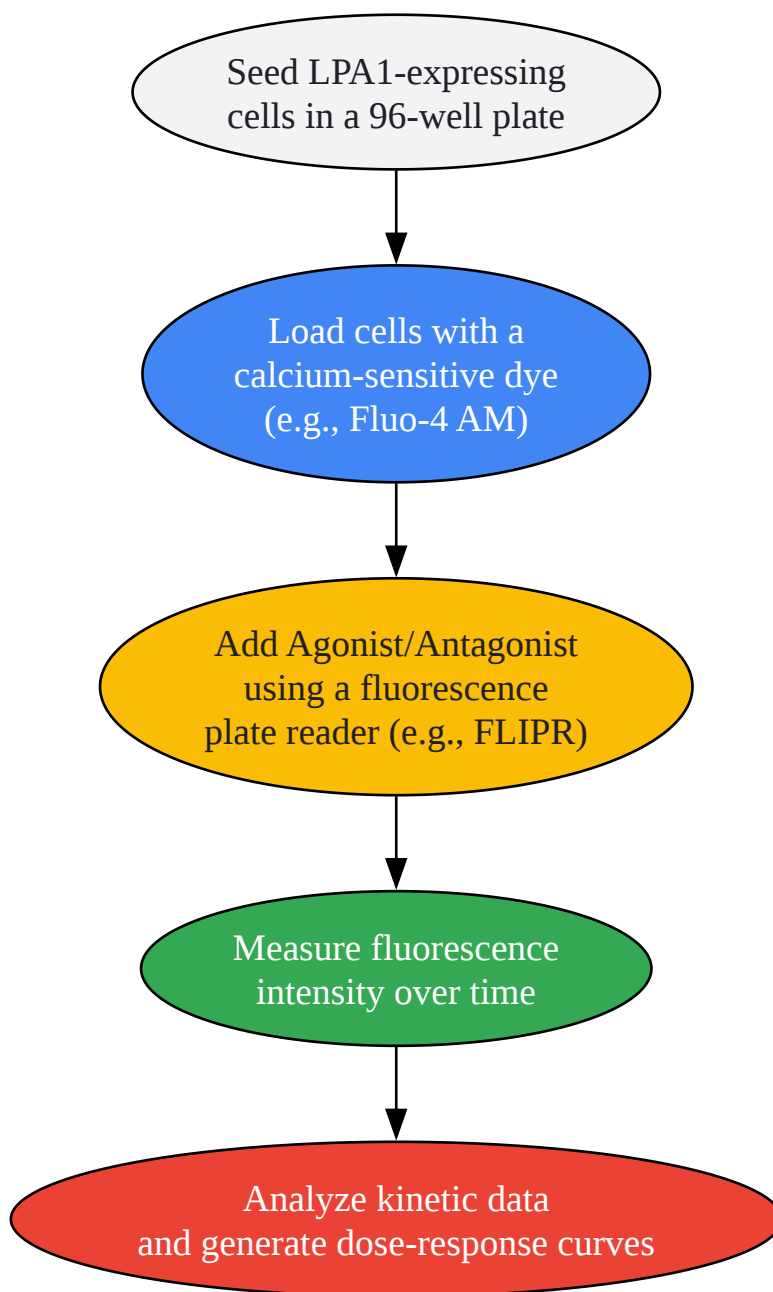 Seed LPA1-expressing
cells in a 96-well plate
Load cells with a
calcium-sensitive dye
(e.g., Fluo-4 AM)
Add Agonist/Antagonist
using a fluorescence
plate reader (e.g., FLIPR)
Measure fluorescence
intensity over time
Analyze kinetic data
and generate dose-response curves